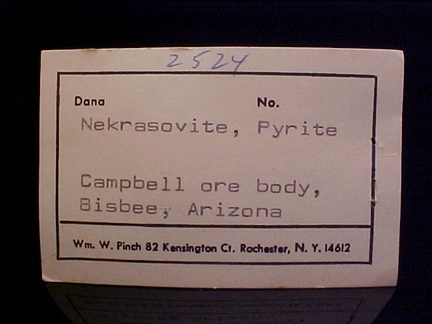 2524
Dana No.
Nekrasovite, Pyrite
Campbell ore body,
Bisbee, Arizona
Wm. W. Pinch 82 Kensington Ct. Rochester, N. Y. 14612